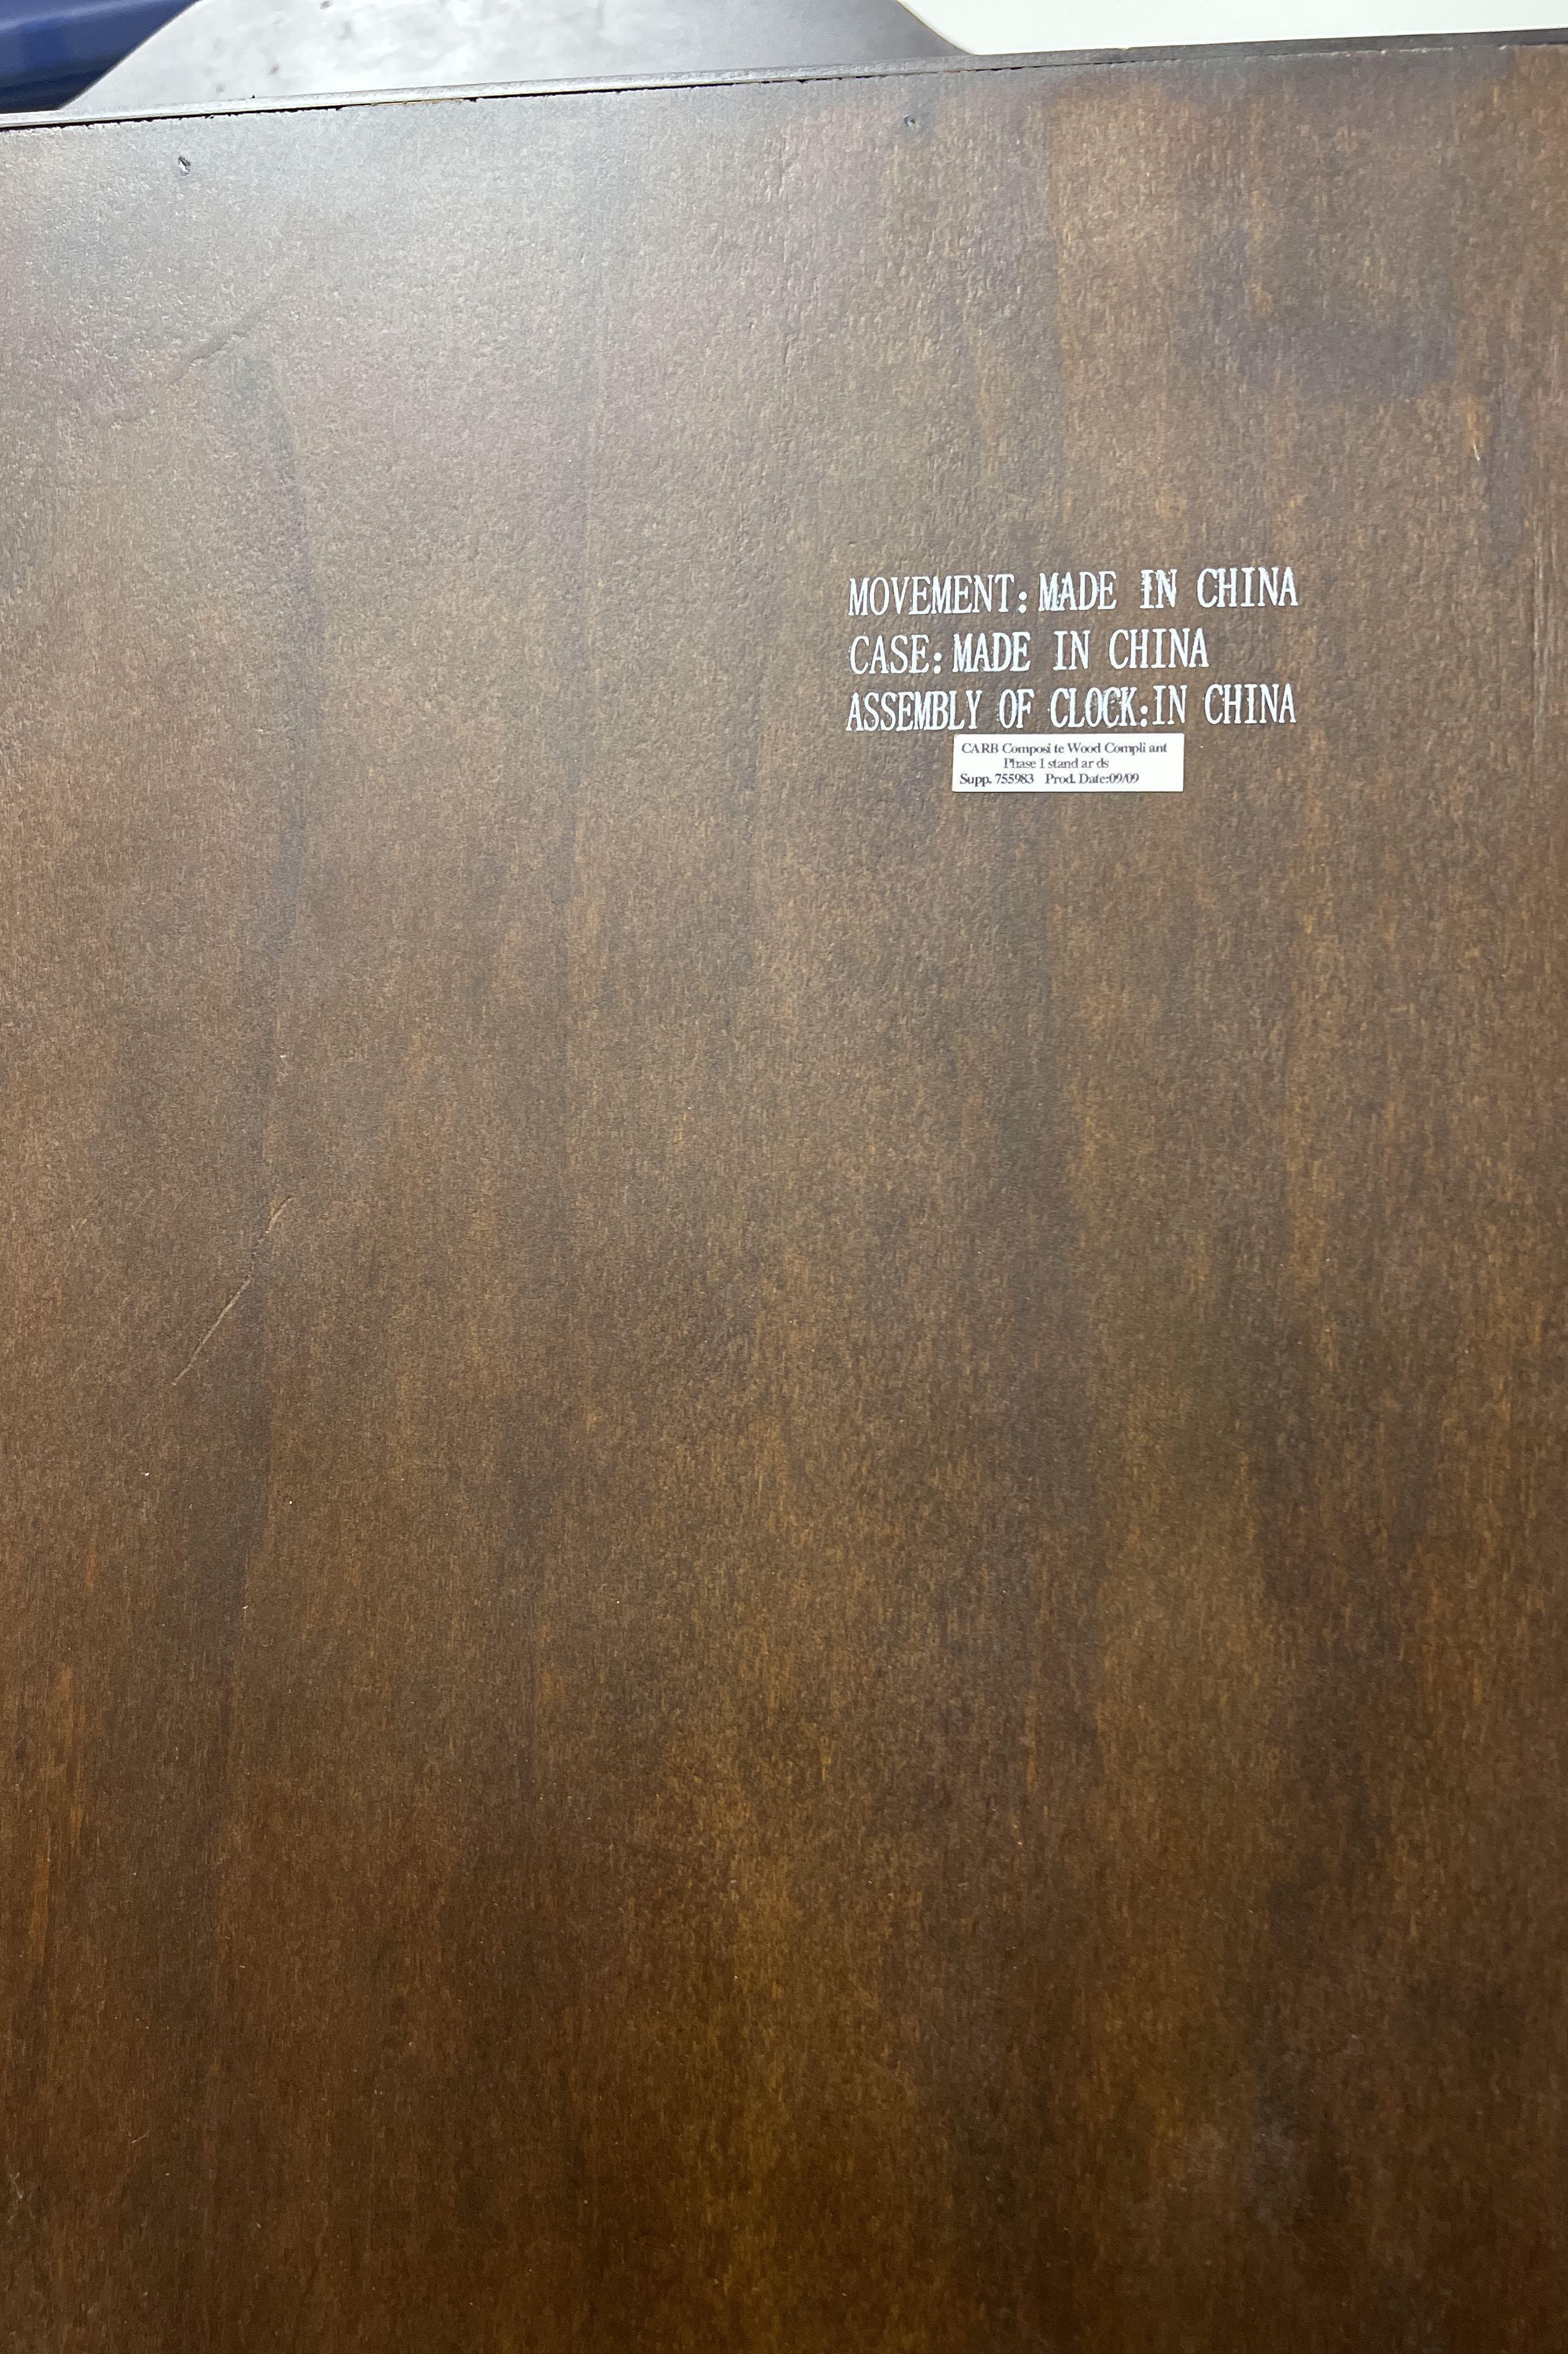 MOVEMENT: MADE IN CHINA
CASE: MADE IN CHINA
ASSEMBLY OF CLOCK:IN CHINA
CARB Composi te Wood Compli ant
Phase 1 stand ar ds
Supp. 755983 Prod. Date:09/09